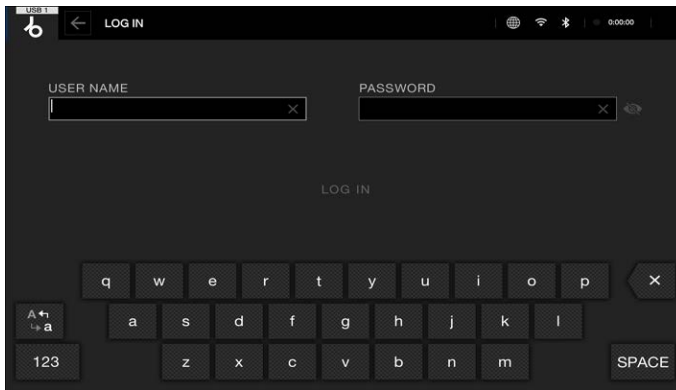 USB 1
LOG IN
0:00:00
USER NAME
PASSWORD
LOG IN
q w e r t y u i o p
A a
a s d f g h j k l
123
z x c v b n m
SPACE